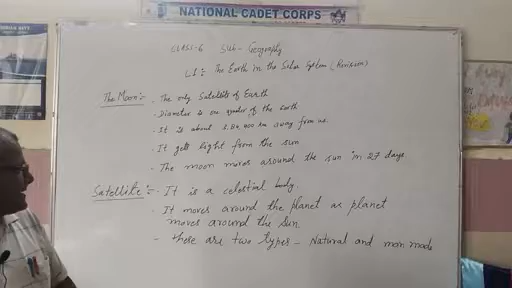 NATIONAL CADET CORPS
CLASS-6 SUB- Geography
L1: The Earth in the Solar System (Revision)
The Moon:- · The only Satellite of Earth
· Diameter is one quarter of the earth
· It is about 3,84,400 km away from us.
· It gets light from the sun
· The moon moves around the sun in 27 days
Satellite:- · It is a celestial body.
· It moves around the planet as planet
moves around the sun.
- There are two types - Natural and man made